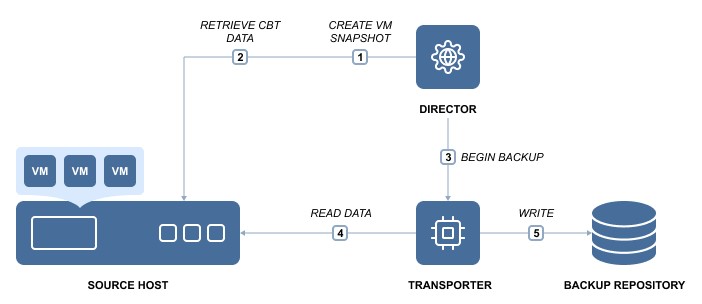 RETRIEVE CBT
DATA
2
CREATE VM
SNAPSHOT
1
DIRECTOR
3 BEGIN BACKUP
VM VM VM
READ DATA
4
WRITE
5
SOURCE HOST
TRANSPORTER
BACKUP REPOSITORY